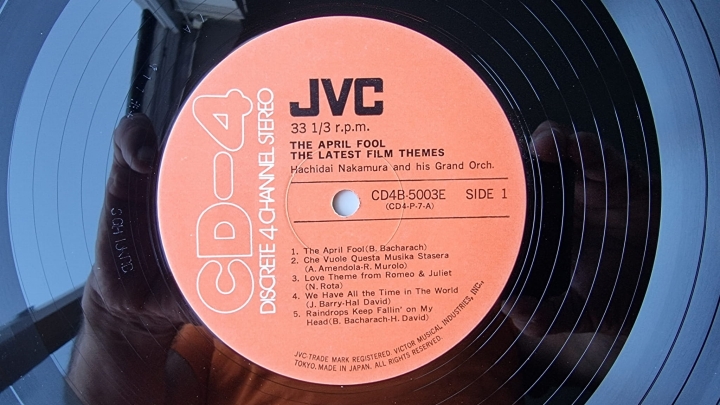 CD-4
DISCRETE 4 CHANNEL STEREO
JVC
33 1/3 r.p.m.
THE APRIL FOOL
THE LATEST FILM THEMES
Hachidai Nakamura and his Grand Orch.
CD4B-5003E SIDE 1
(CD4-P-7-A)
1. The April Fool(B. Bacharach)
2. Che Vuole Questa Musika Stasera
(A. Amendola-R. Murolo)
3. Love Theme from Romeo & Juliet
(N. Rota)
4. We Have All the Time in The World
(J. Barry-Hal David)
5. Raindrops Keep Fallin' on My
Head(B. Bacharach-H. David)
JVC-TRADE MARK REGISTERED. VICTOR MUSICAL INDUSTRIES, INC.,
TOKYO. MADE IN JAPAN. ALL RIGHTS RESERVED.